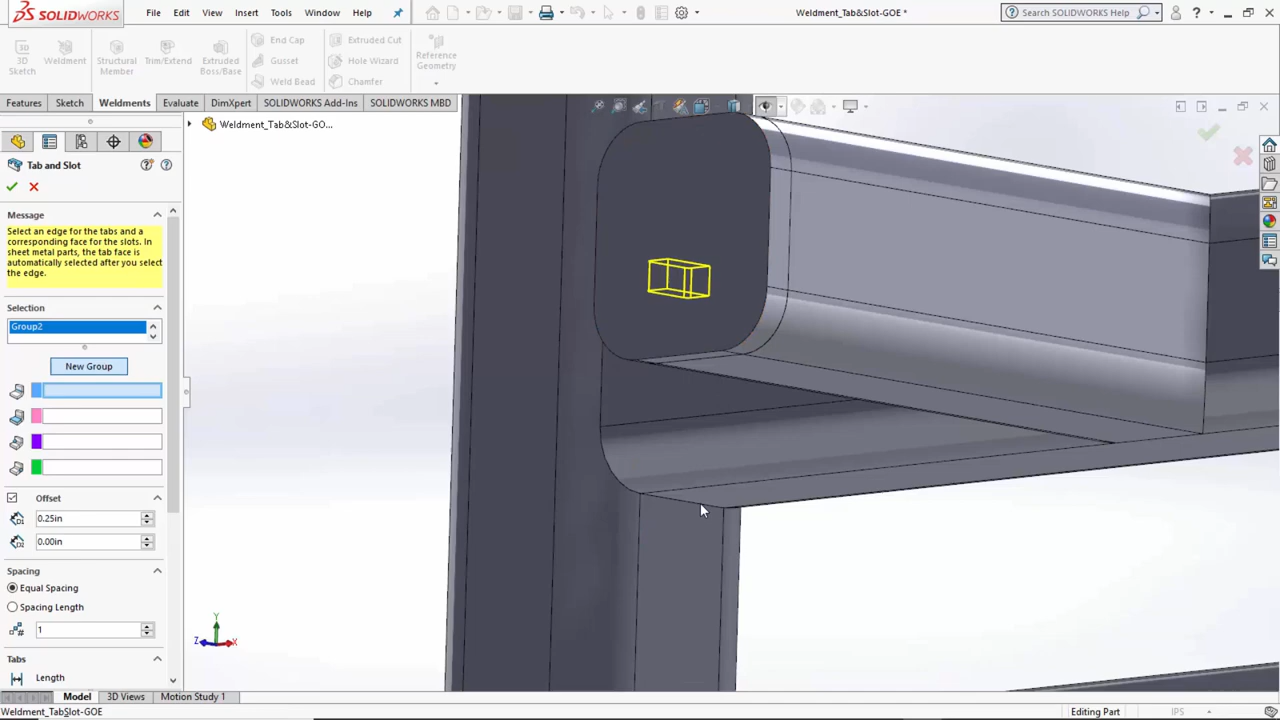 SOLIDWORKS File Edit View Insert Tools Window Help Weldment_Tab&Slot-GOE * Search SOLIDWORKS Help
3D Sketch
Weldment
Structural Member
Trim/Extend
Extruded Boss/Base
End Cap
Gusset
Weld Bead
Extruded Cut
Hole Wizard
Chamfer
Reference Geometry
Features Sketch Weldments Evaluate DimXpert SOLIDWORKS Add-Ins SOLIDWORKS MBD
Weldment_Tab&Slot-GO...
Tab and Slot
Message
Select an edge for the tabs and a
corresponding face for the slots. In
sheet metal parts, the tab face is
automatically selected after you select
the edge.
Selection
Group2
New Group
Offset
D1 0.25in
D2 0.00in
Spacing
Equal Spacing
Spacing Length
1
Tabs
Length
Y
Z X
Model 3D Views Motion Study 1
Weldment_TabSlot-GOE Editing Part IPS